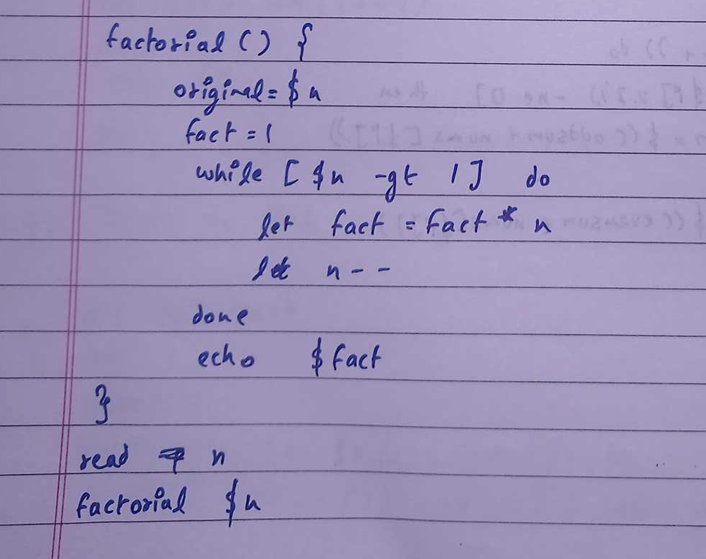 factorial () {
original=$n
fact=1
while [ $n -gt 1] do
let fact = fact * n
let n--
done
echo $fact
}
read n
factorial $n